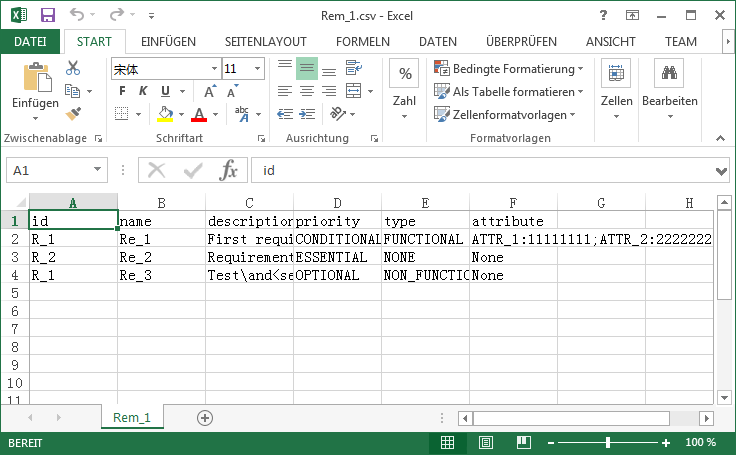 Rem_1.csv - Excel
DATEI START EINFÜGEN SEITENLAYOUT FORMELN DATEN ÜBERPRÜFEN ANSICHT TEAM
宋体 11
Einfügen
F K U
A A
A
abc
%
Zahl
Bedingte Formatierung
Als Tabelle formatieren
Zellenformatvorlagen
Zellen
Bearbeiten
Zwischenablage Schriftart Ausrichtung Formatvorlagen
A1 id
A B C D E F G H
1 id name description priority type attribute
2 R_1 Re_1 First requi CONDITIONAL FUNCTIONAL ATTR_1:11111111;ATTR_2:2222222
3 R_2 Re_2 Requirement ESSENTIAL NONE None
4 R_1 Re_3 Test\and<se OPTIONAL NON_FUNCTIO None
5
6
7
8
9
10
11
Rem_1
BEREIT 100 %